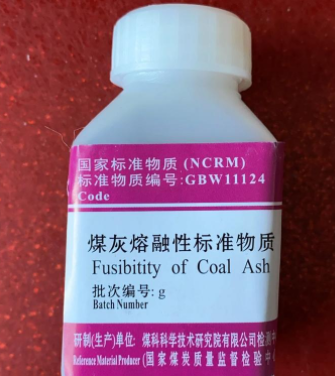 国家标准物质(NCRM)
标准物质编号:GBW11124
Code
煤灰熔融性标准物质
Fusibitity of Coal Ash
批次编号: g
Batch Number
研制(生产)单位: 煤科科学技术研究院有限公司检测
Reference Material Producer (国家煤炭质量监督检验中